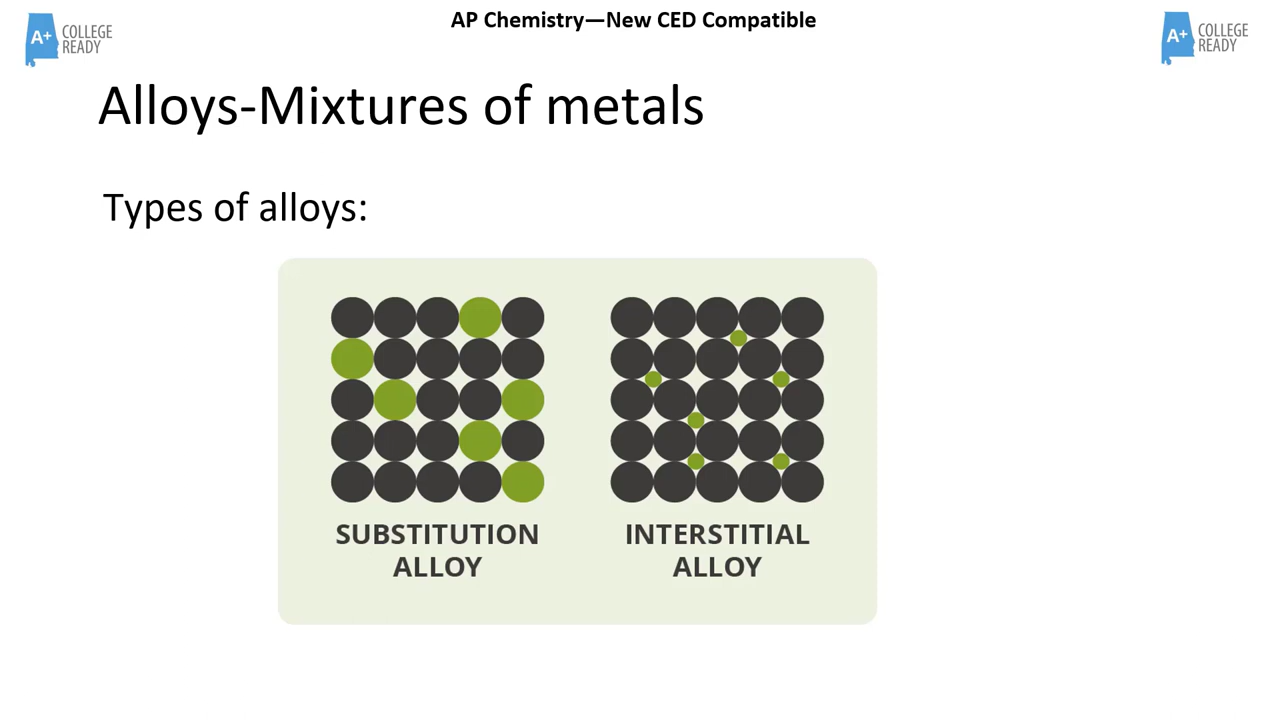 AP Chemistry—New CED Compatible
A+ COLLEGE
READY
A+ COLLEGE
READY
Alloys-Mixtures of metals
Types of alloys:
SUBSTITUTION
ALLOY
INTERSTITIAL
ALLOY